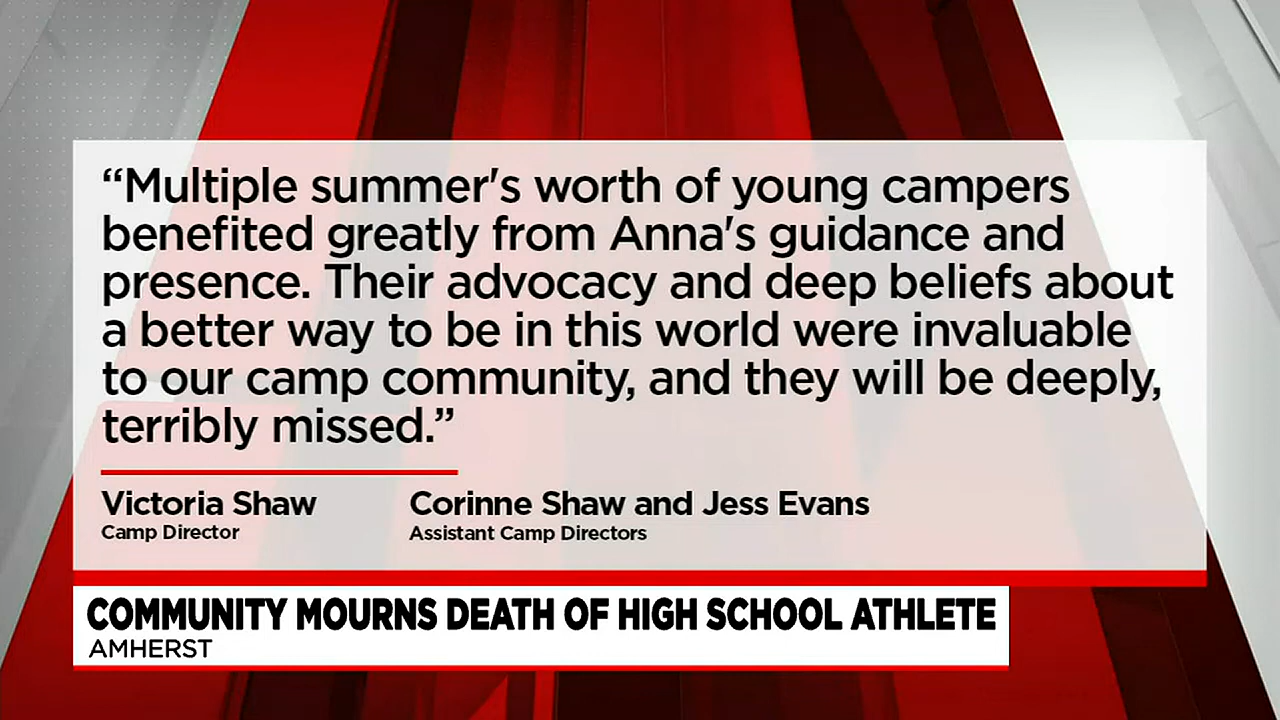 “Multiple summer's worth of young campers
benefited greatly from Anna's guidance and
presence. Their advocacy and deep beliefs about
a better way to be in this world were invaluable
to our camp community, and they will be deeply,
terribly missed.”
Victoria Shaw
Camp Director
Corinne Shaw and Jess Evans
Assistant Camp Directors
COMMUNITY MOURNS DEATH OF HIGH SCHOOL ATHLETE
AMHERST